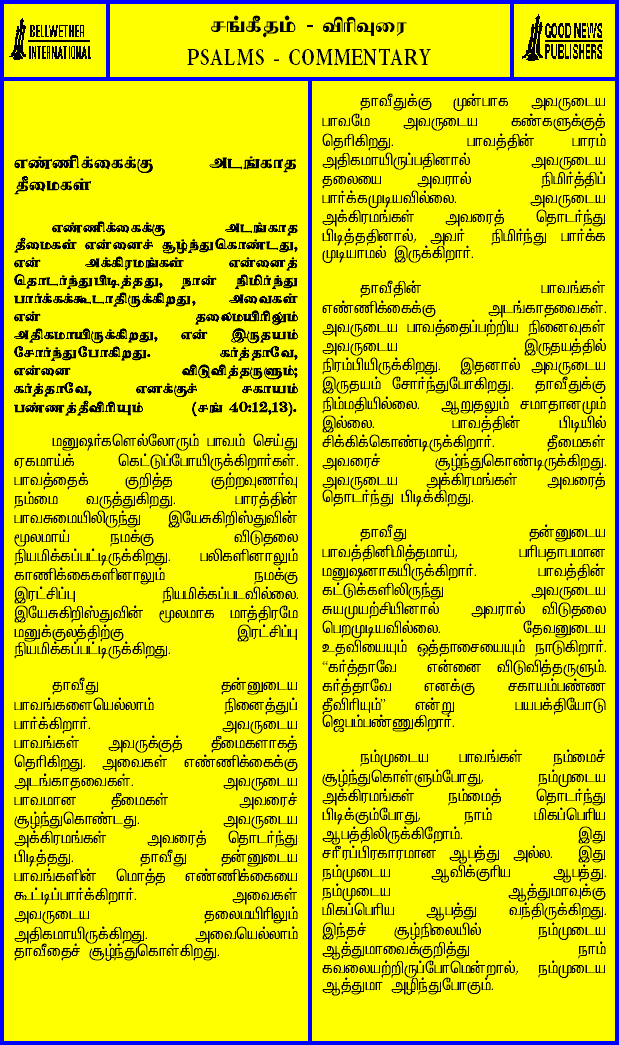 BELLWETHER
INTERNATIONAL
சங்கீதம் - விரிவுரை
PSALMS - COMMENTARY
GOOD NEWS
PUBLISHERS
எண்ணிக்கைக்கு அடங்காத
தீமைகள்
எண்ணிக்கைக்கு அடங்காத
தீமைகள் என்னைச் சூழ்ந்துகொண்டது,
என் அக்கிரமங்கள் என்னைத்
தொடர்ந்துபிடித்தது, நான் நிமிர்ந்து
பார்க்கக்கூடாதிருக்கிறது, அவைகள்
என் தலைமயிரிலும்
அதிகமாயிருக்கிறது, என் இருதயம்
சோர்ந்துபோகிறது. கர்த்தாவே,
என்னை விடுவித்தருளும்;
கர்த்தாவே, எனக்குச் சகாயம்
பண்ணத்தீவிரியும் (சங் 40:12,13).
மனுஷர்களெல்லோரும் பாவம் செய்து
ஏகமாய்க் கெட்டுப்போயிருக்கிறார்கள்.
பாவத்தைக் குறித்த குற்றவுணர்வு
நம்மை வருத்துகிறது. பாரத்தின்
பாவசுமையிலிருந்து இயேசுகிறிஸ்துவின்
மூலமாய் நமக்கு விடுதலை
நியமிக்கப்பட்டிருக்கிறது. பலிகளினாலும்
காணிக்கைகளினாலும் நமக்கு
இரட்சிப்பு நியமிக்கப்படவில்லை.
இயேசுகிறிஸ்துவின் மூலமாக மாத்திரமே
மனுக்குலத்திற்கு இரட்சிப்பு
நியமிக்கப்பட்டிருக்கிறது.
தாவீது தன்னுடைய
பாவங்களையெல்லாம் நினைத்துப்
பார்க்கிறார். அவருடைய
பாவங்கள் அவருக்குத் தீமைகளாகத்
தெரிகிறது. அவைகள் எண்ணிக்கைக்கு
அடங்காதவைகள். அவருடைய
பாவமான தீமைகள் அவரைச்
சூழ்ந்துகொண்டது. அவருடைய
அக்கிரமங்கள் அவரைத் தொடர்ந்து
பிடித்தது. தாவீது தன்னுடைய
பாவங்களின் மொத்த எண்ணிக்கையை
கூட்டிப்பார்க்கிறார். அவைகள்
அவருடைய தலைமயிரிலும்
அதிகமாயிருக்கிறது. அவையெல்லாம்
தாவீதைச் சூழ்ந்துகொள்கிறது.
தாவீதுக்கு முன்பாக அவருடைய
பாவமே அவருடைய கண்களுக்குத்
தெரிகிறது. பாவத்தின் பாரம்
அதிகமாயிருப்பதினால் அவருடைய
தலையை அவரால் நிமிர்த்திப்
பார்க்கமுடியவில்லை. அவருடைய
அக்கிரமங்கள் அவரைத் தொடர்ந்து
பிடித்ததினால், அவர் நிமிர்ந்து பார்க்க
முடியாமல் இருக்கிறார்.
தாவீதின் பாவங்கள்
எண்ணிக்கைக்கு அடங்காதவைகள்.
அவருடைய பாவத்தைப்பற்றிய நினைவுகள்
அவருடைய இருதயத்தில்
நிரம்பியிருக்கிறது. இதனால் அவருடைய
இருதயம் சோர்ந்துபோகிறது. தாவீதுக்கு
நிம்மதியில்லை. ஆறுதலும் சமாதானமும்
இல்லை. பாவத்தின் பிடியில்
சிக்கிக்கொண்டிருக்கிறார். தீமைகள்
அவரைச் சூழ்ந்துகொண்டிருக்கிறது.
அவருடைய அக்கிரமங்கள் அவரைத்
தொடர்ந்து பிடிக்கிறது.
தாவீது தன்னுடைய
பாவத்தினிமித்தமாய், பரிபதாபமான
மனுஷனாகயிருக்கிறார். பாவத்தின்
கட்டுக்களிலிருந்து அவருடைய
சுயமுயற்சியினால் அவரால் விடுதலை
பெறமுடியவில்லை. தேவனுடைய
உதவியையும் ஒத்தாசையையும் நாடுகிறார்.
“கர்த்தாவே என்னை விடுவித்தருளும்.
கர்த்தாவே எனக்கு சகாயம்பண்ண
தீவிரியும்” என்று பயபக்தியோடு
ஜெபம்பண்ணுகிறார்.
நம்முடைய பாவங்கள் நம்மைச்
சூழ்ந்துகொள்ளும்போது, நம்முடைய
அக்கிரமங்கள் நம்மைத் தொடர்ந்து
பிடிக்கும்போது, நாம் மிகப்பெரிய
ஆபத்திலிருக்கிறோம். இது
சரீரப்பிரகாரமான ஆபத்து அல்ல. இது
நம்முடைய ஆவிக்குரிய ஆபத்து.
நம்முடைய ஆத்துமாவுக்கு
மிகப்பெரிய ஆபத்து வந்திருக்கிறது.
இந்தச் சூழ்நிலையில் நம்முடைய
ஆத்துமாவைக்குறித்து நாம்
கவலையற்றிருப்போமென்றால், நம்முடைய
ஆத்துமா அழிந்துபோகும்.